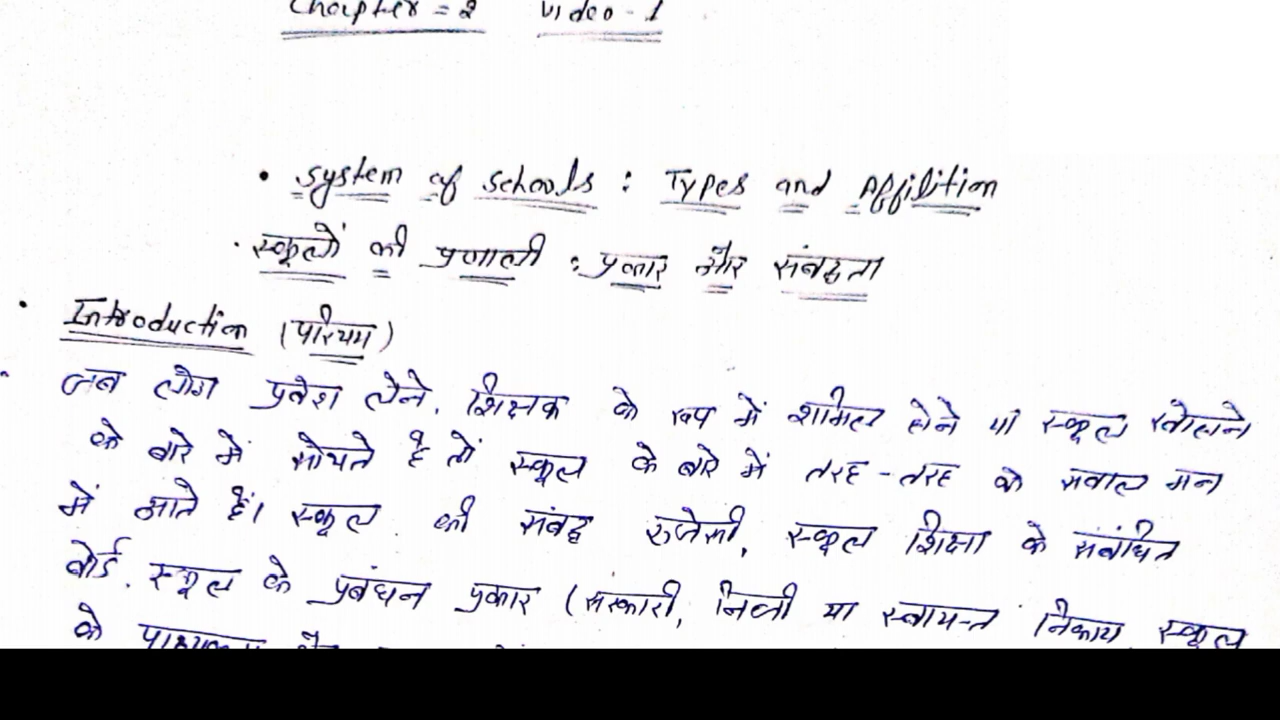 Chapter = 2 Video - 1
• System of Schools : Types and Affilition
• स्कूलों की प्रणाली : प्रकार और संबद्धता
• Introduction (परिचय)
जब लोग प्रवेश लेने, शिक्षक के रूप में शामिल होने या स्कूल खोलने
के बारे में सोचते है तो स्कूल के बारे में तरह-तरह के सवाल मन
में आते हैं। स्कूल की संबद्ध एजेंसी, स्कूल शिक्षा के संबंधित
बोर्ड, स्कूल के प्रबंधन प्रकार (सरकारी, निजी या स्वायत्त निकाय, स्कूल
के